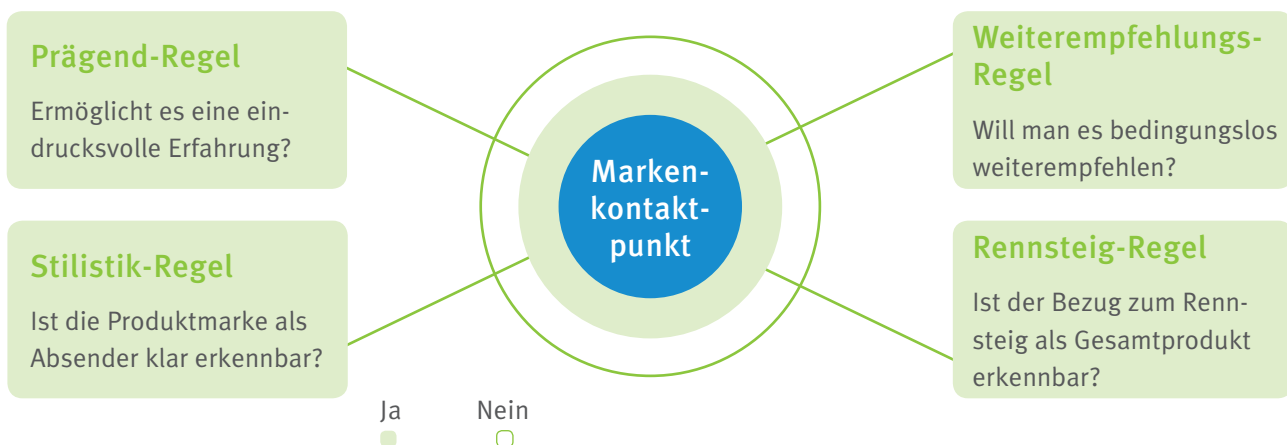 Prägend-Regel
Ermöglicht es eine ein-
drucksvolle Erfahrung?
Stilistik-Regel
Ist die Produktmarke als
Absender klar erkennbar?
Marken-
kontakt-
punkt
Weiterempfehlungs-
Regel
Will man es bedingungslos
weiterempfehlen?
Rennsteig-Regel
Ist der Bezug zum Renn-
steig als Gesamtprodukt
erkennbar?
Ja
Nein